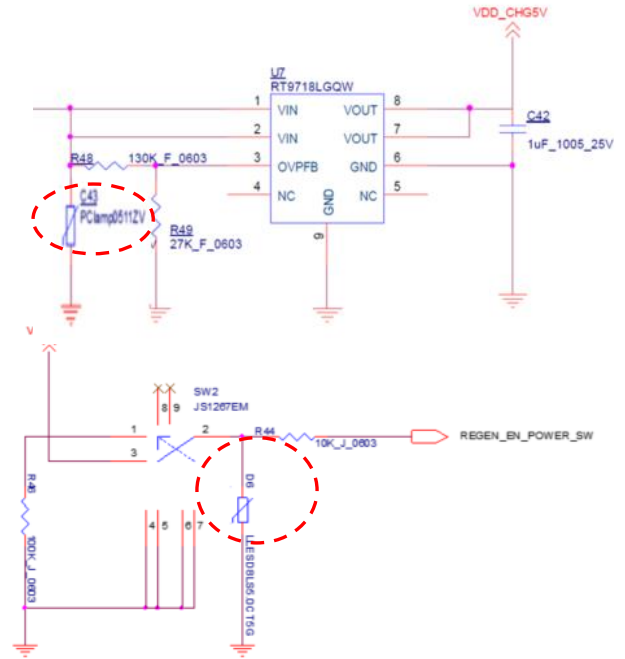 VDD_CHG5V
U7
RT9718LGQW
1
VIN
VOUT
8
2
VIN
VOUT
7
C42
1uF_1005_25V
R48
130K_F_0603
3
OVPFB
GND
6
4
NC
NC
5
GND
9
C43
PClamp0511ZV
R49
27K_F_0603
V
8
9
SW2
JS1267EM
1
2
3
R44
10K_J_0603
REGEN_EN_POWER_SW
R46
100K_J_0603
D6
LLESD8LS5.0CT5G
4
5
6
7